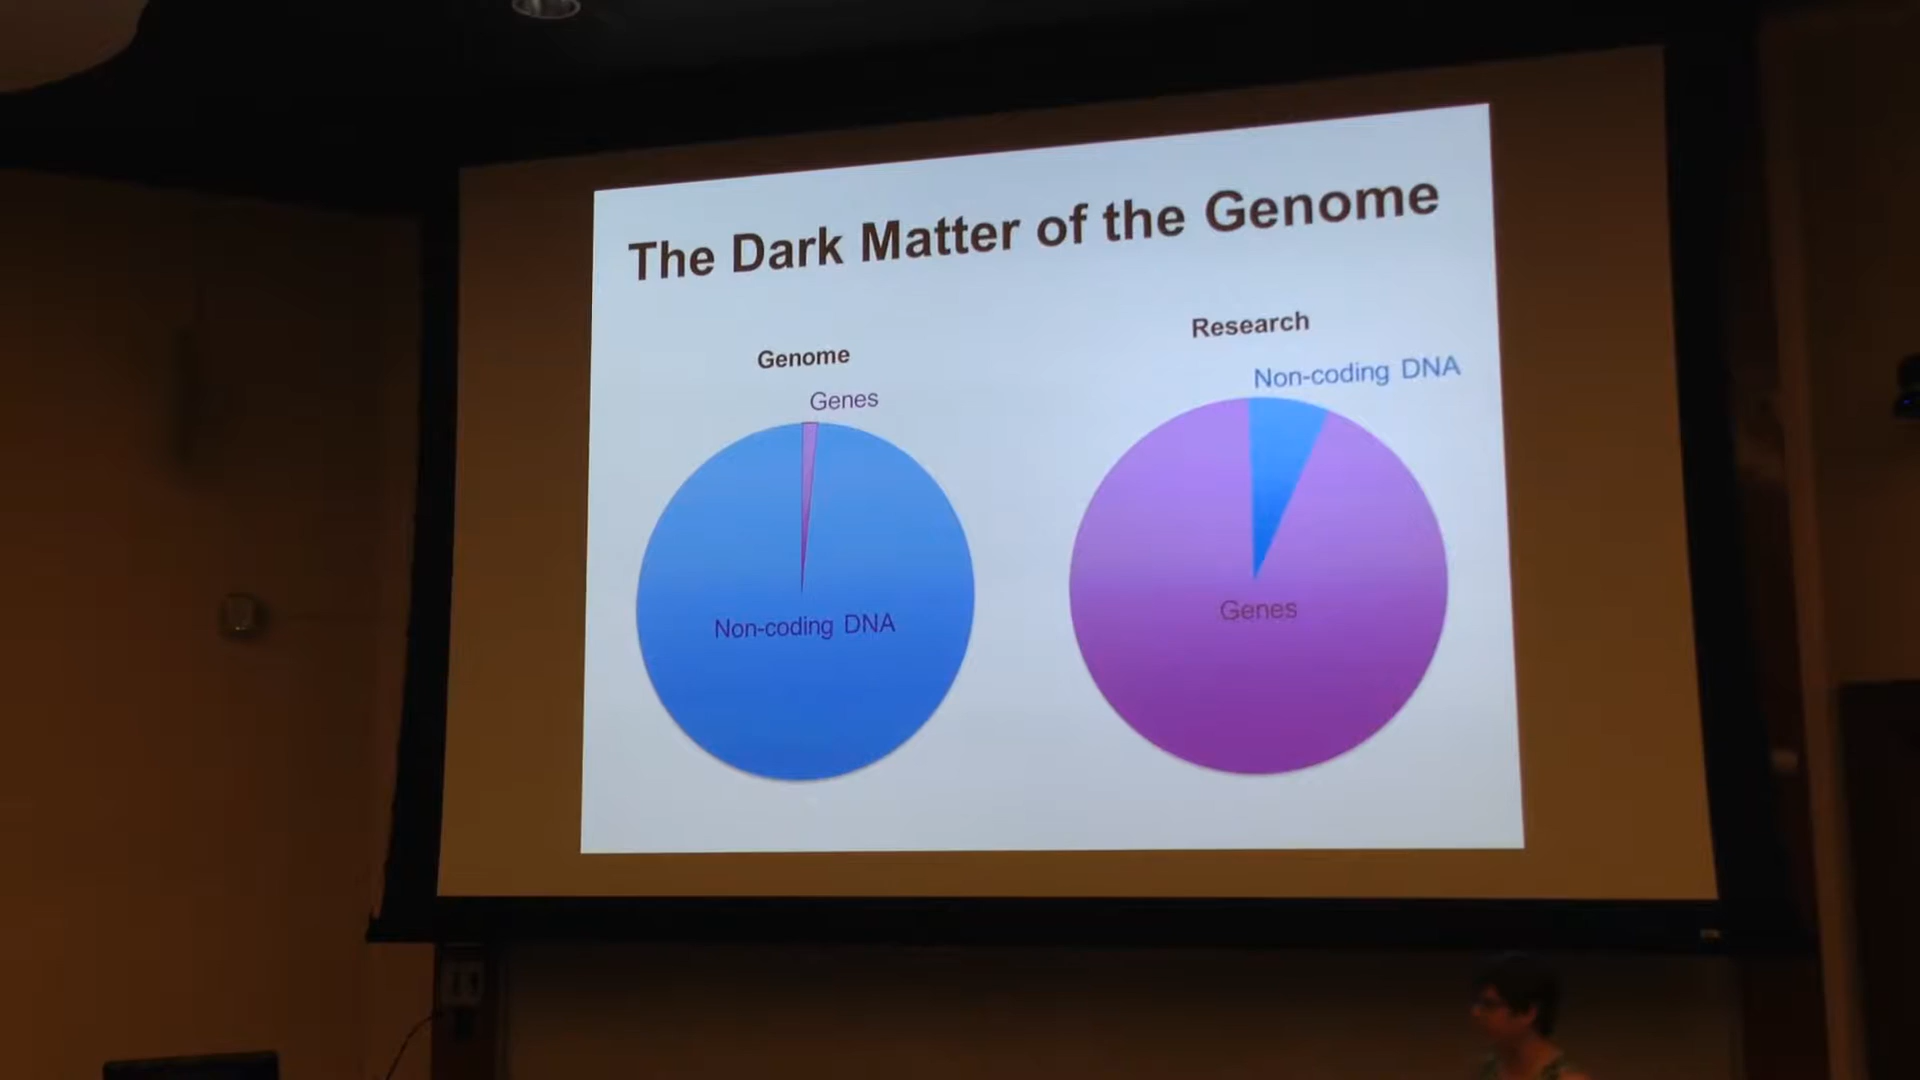 The Dark Matter of the Genome
Genome
Genes
Non-coding DNA
Research
Non-coding DNA
Genes